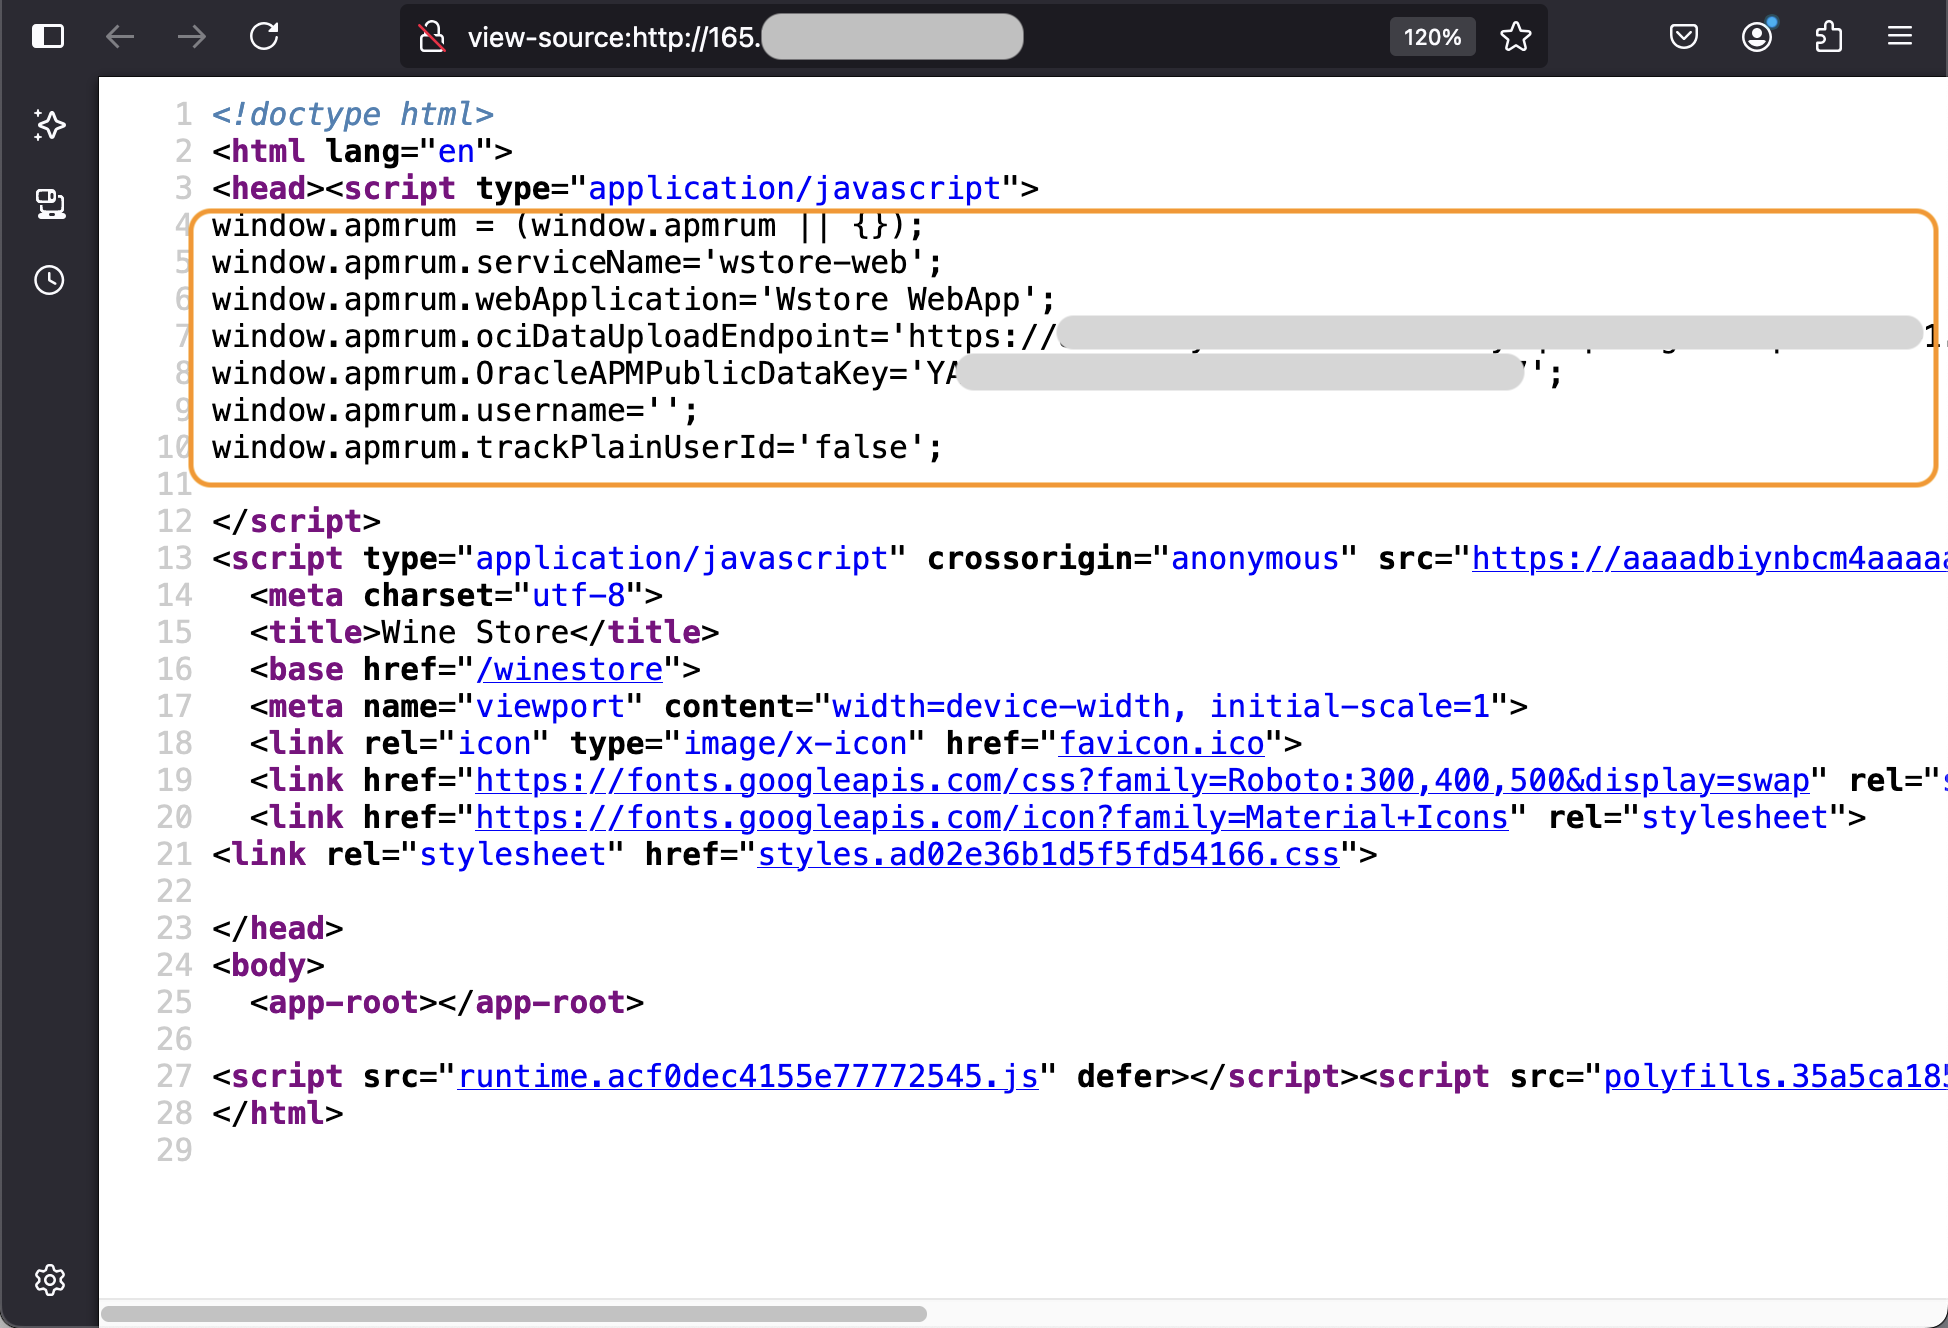 view-source:http://165.
120%
1 <!doctype html>
2 <html lang="en">
3 <head><script type="application/javascript">
4 window.apmrum = (window.apmrum || {});
5 window.apmrum.serviceName='wstore-web';
6 window.apmrum.webApplication='Wstore WebApp';
7 window.apmrum.ociDataUploadEndpoint='https://
8 window.apmrum.OracleAPMPublicDataKey='YA ';
9 window.apmrum.username='';
10 window.apmrum.trackPlainUserId='false';
11
12 </script>
13 <script type="application/javascript" crossorigin="anonymous" src="https://aaaadbiynbcm4aaaaa
14 <meta charset="utf-8">
15 <title>Wine Store</title>
16 <base href="/winestore">
17 <meta name="viewport" content="width=device-width, initial-scale=1">
18 <link rel="icon" type="image/x-icon" href="favicon.ico">
19 <link href="https://fonts.googleapis.com/css?family=Roboto:300,400,500&display=swap" rel="s
20 <link href="https://fonts.googleapis.com/icon?family=Material+Icons" rel="stylesheet">
21 <link rel="stylesheet" href="styles.ad02e36b1d5f5fd54166.css">
22
23 </head>
24 <body>
25 <app-root></app-root>
26
27 <script src="runtime.acf0dec4155e77772545.js" defer></script><script src="polyfills.35a5ca185
28 </html>
29